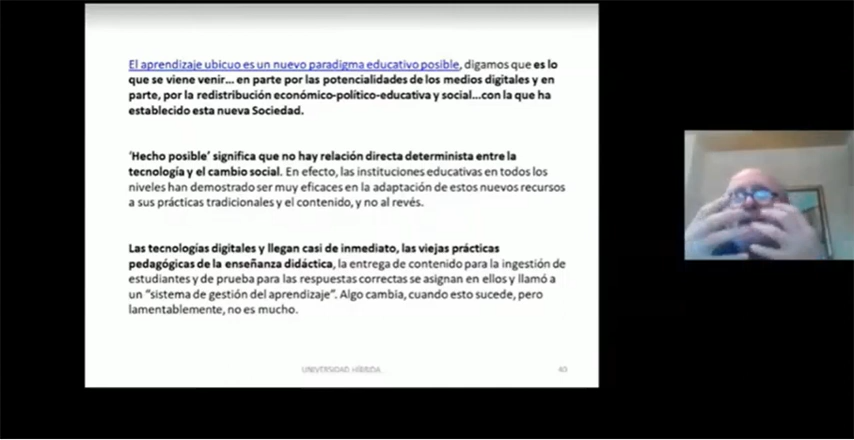 El aprendizaje ubicuo es un nuevo paradigma educativo posible, digamos que es lo
que se viene venir... en parte por las potencialidades de los medios digitales y en
parte, por la redistribución económico-político-educativa y social...con la que ha
establecido esta nueva Sociedad.
‘Hecho posible’ significa que no hay relación directa determinista entre la
tecnología y el cambio social. En efecto, las instituciones educativas en todos los
niveles han demostrado ser muy eficaces en la adaptación de estos nuevos recursos
a sus prácticas tradicionales y el contenido, y no al revés.
Las tecnologías digitales y llegan casi de inmediato, las viejas prácticas
pedagógicas de la enseñanza didáctica, la entrega de contenido para la ingestión de
estudiantes y de prueba para las respuestas correctas se asignan en ellos y llamó a
un “sistema de gestión del aprendizaje”. Algo cambia, cuando esto sucede, pero
lamentablemente, no es mucho.
UNIVERSIDAD HÍBRIDA
40